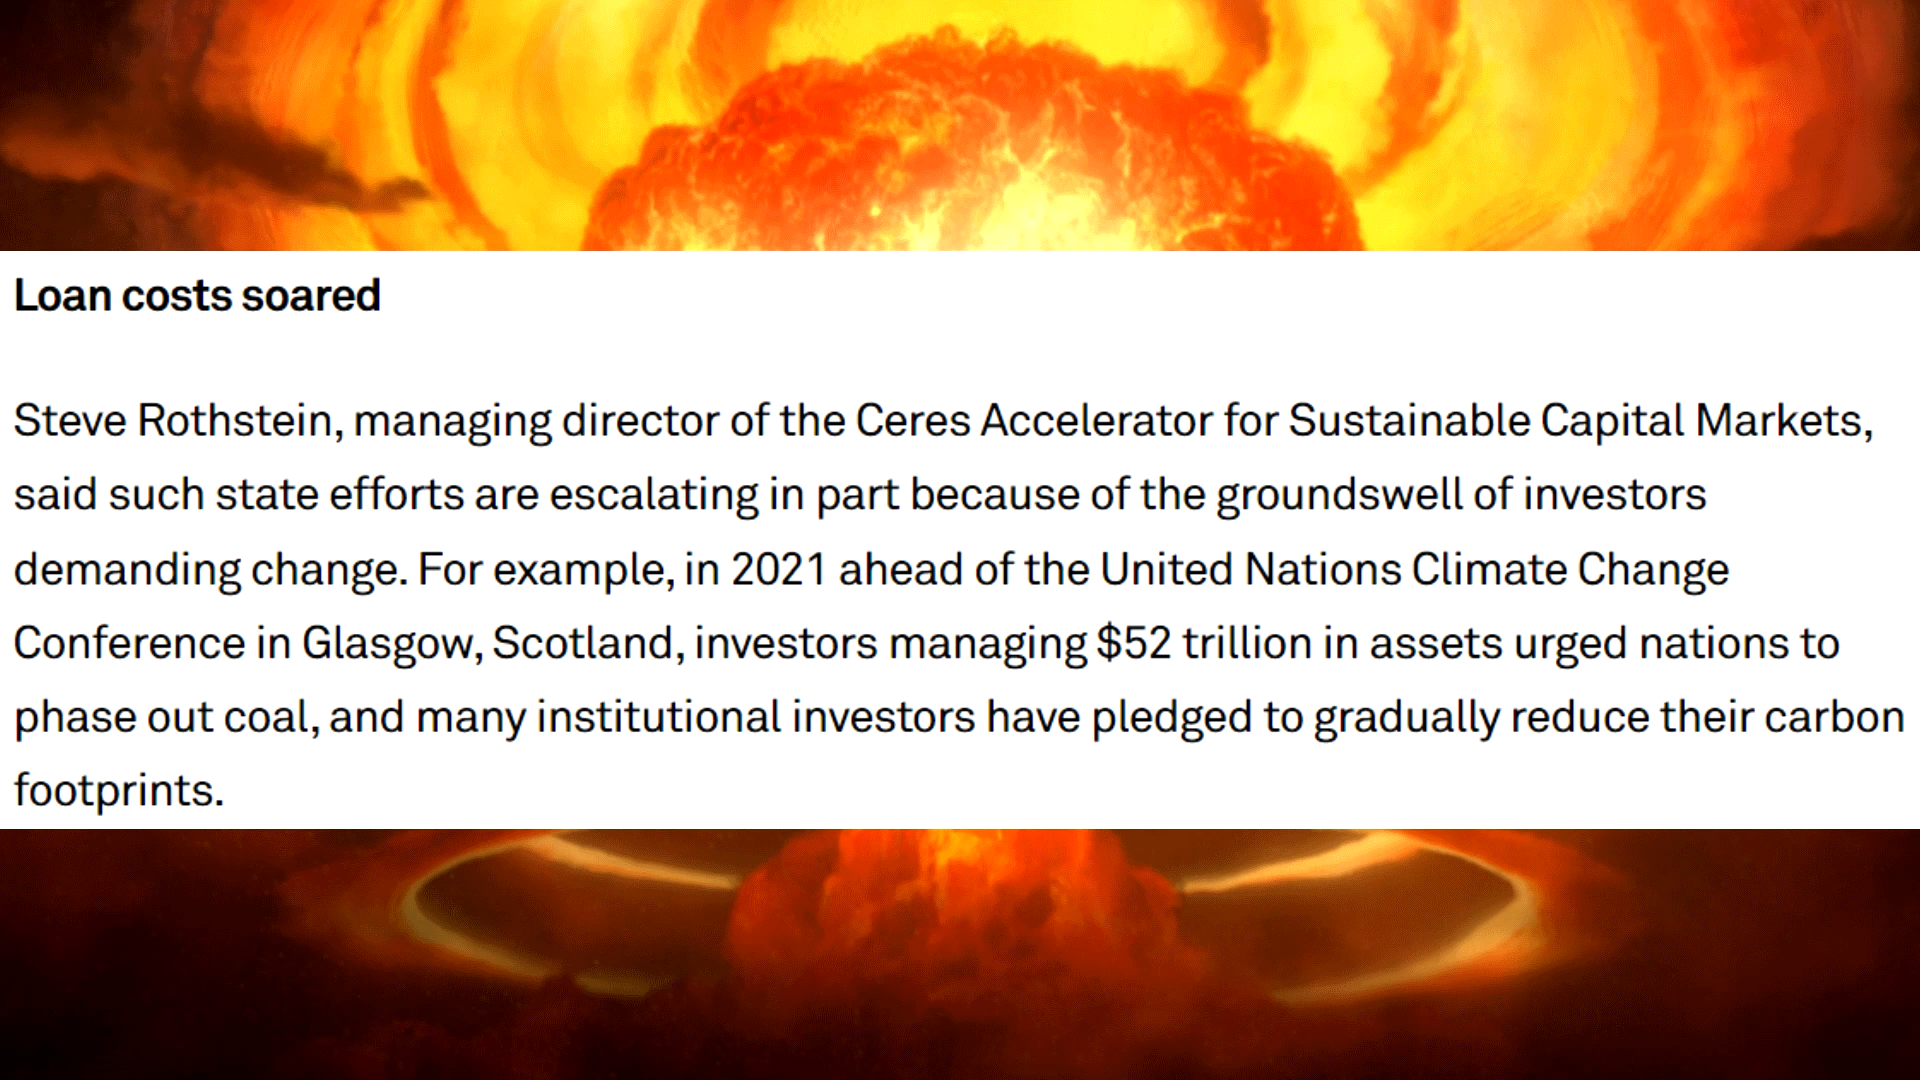 Loan costs soared
Steve Rothstein, managing director of the Ceres Accelerator for Sustainable Capital Markets,
said such state efforts are escalating in part because of the groundswell of investors
demanding change. For example, in 2021 ahead of the United Nations Climate Change
Conference in Glasgow, Scotland, investors managing $52 trillion in assets urged nations to
phase out coal, and many institutional investors have pledged to gradually reduce their carbon
footprints.